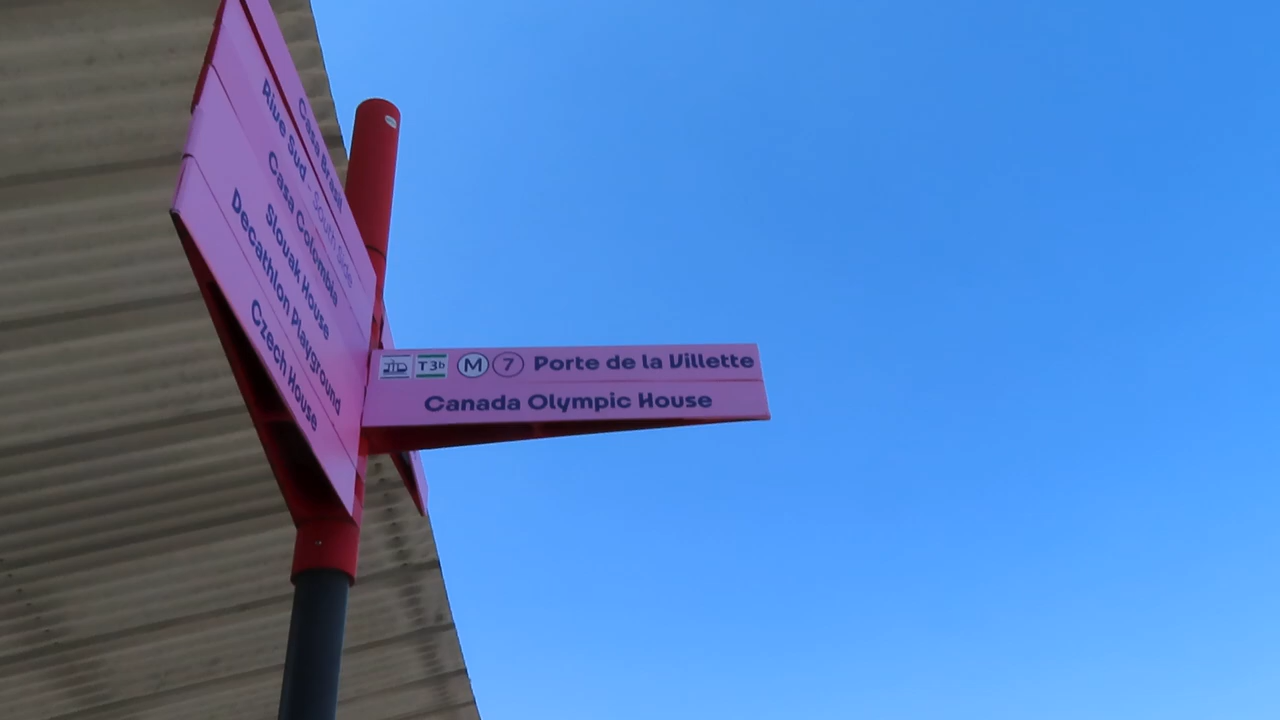 Casa Brasil
Rive Sud - South Side
Casa Colombia
Slovak House
Decathlon Playground
Czech House
T3b M 7 Porte de la Villette
Canada Olympic House